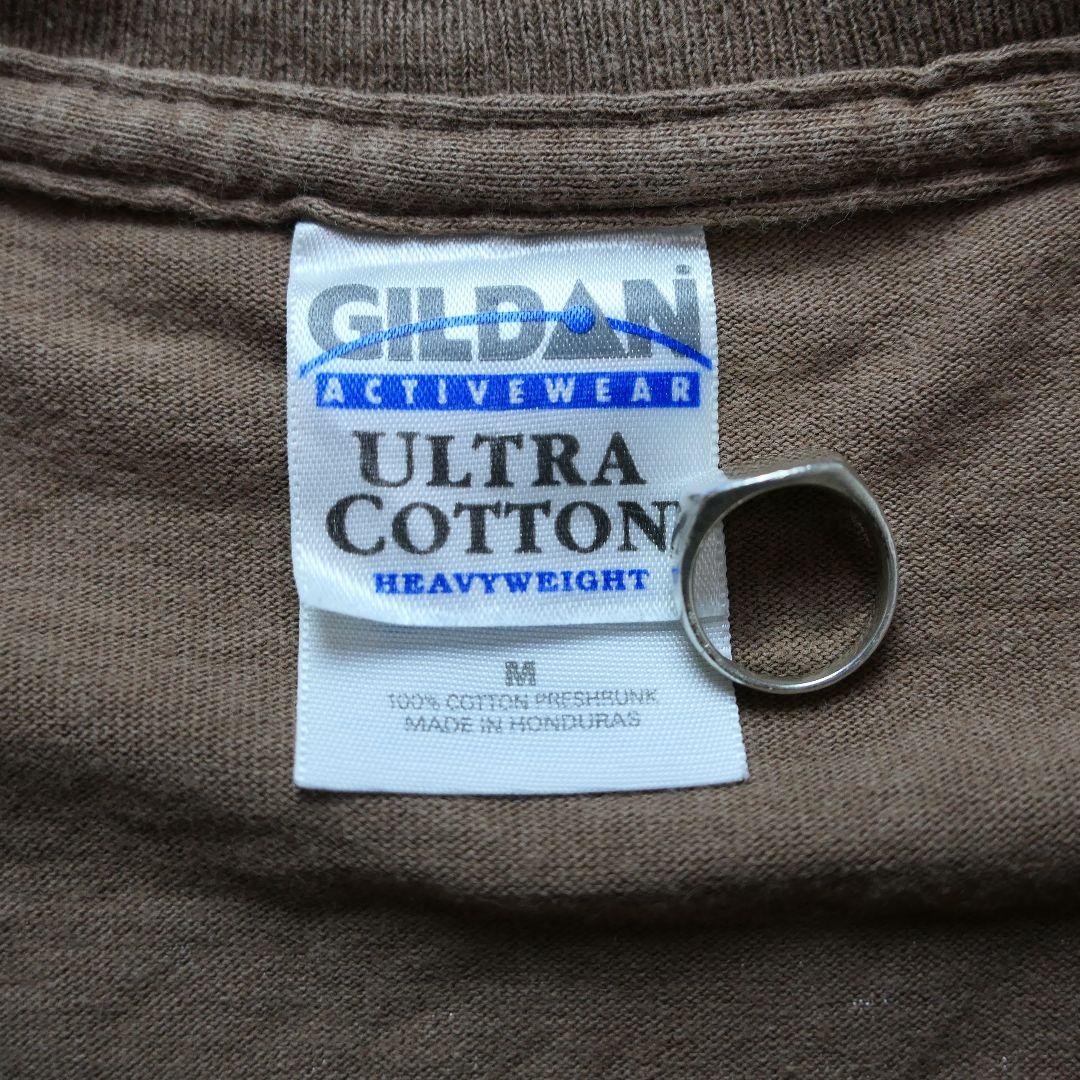 GILDAN
ACTIVEWEAR
ULTRA
COTTON
HEAVYWEIGHT
M
100% COTTON PRESHRUNK
MADE IN HONDURAS